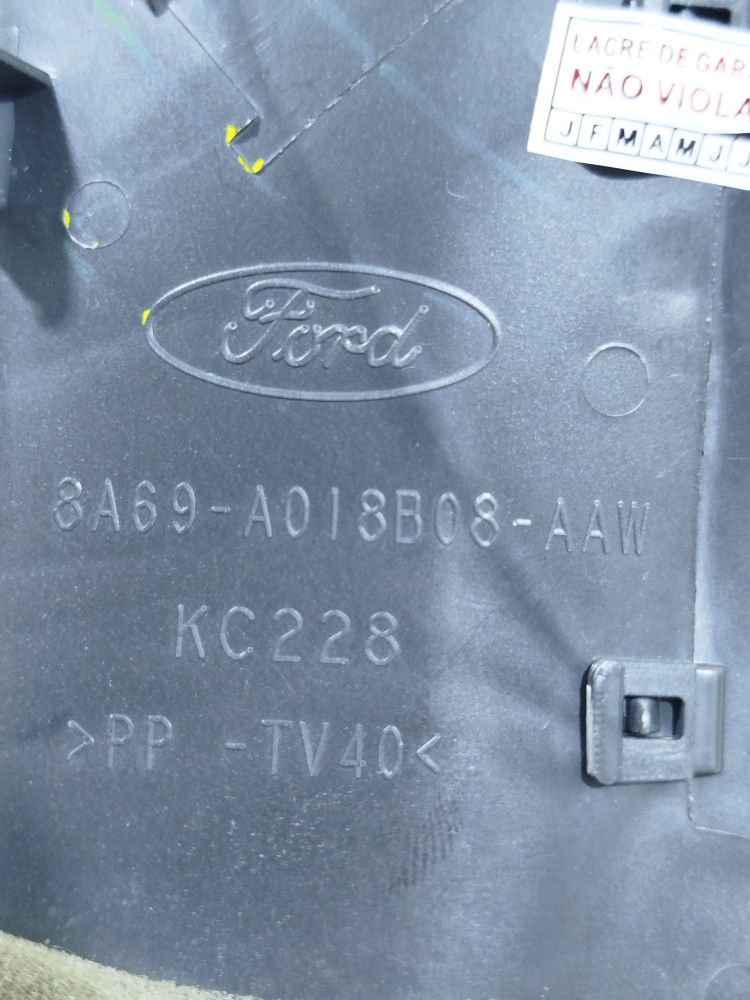 LACRE DE GAR
NÃO VIOLA
J F M A M J J
Ford
8A69-A018B08-AAW
KC228
>PP -TV40<